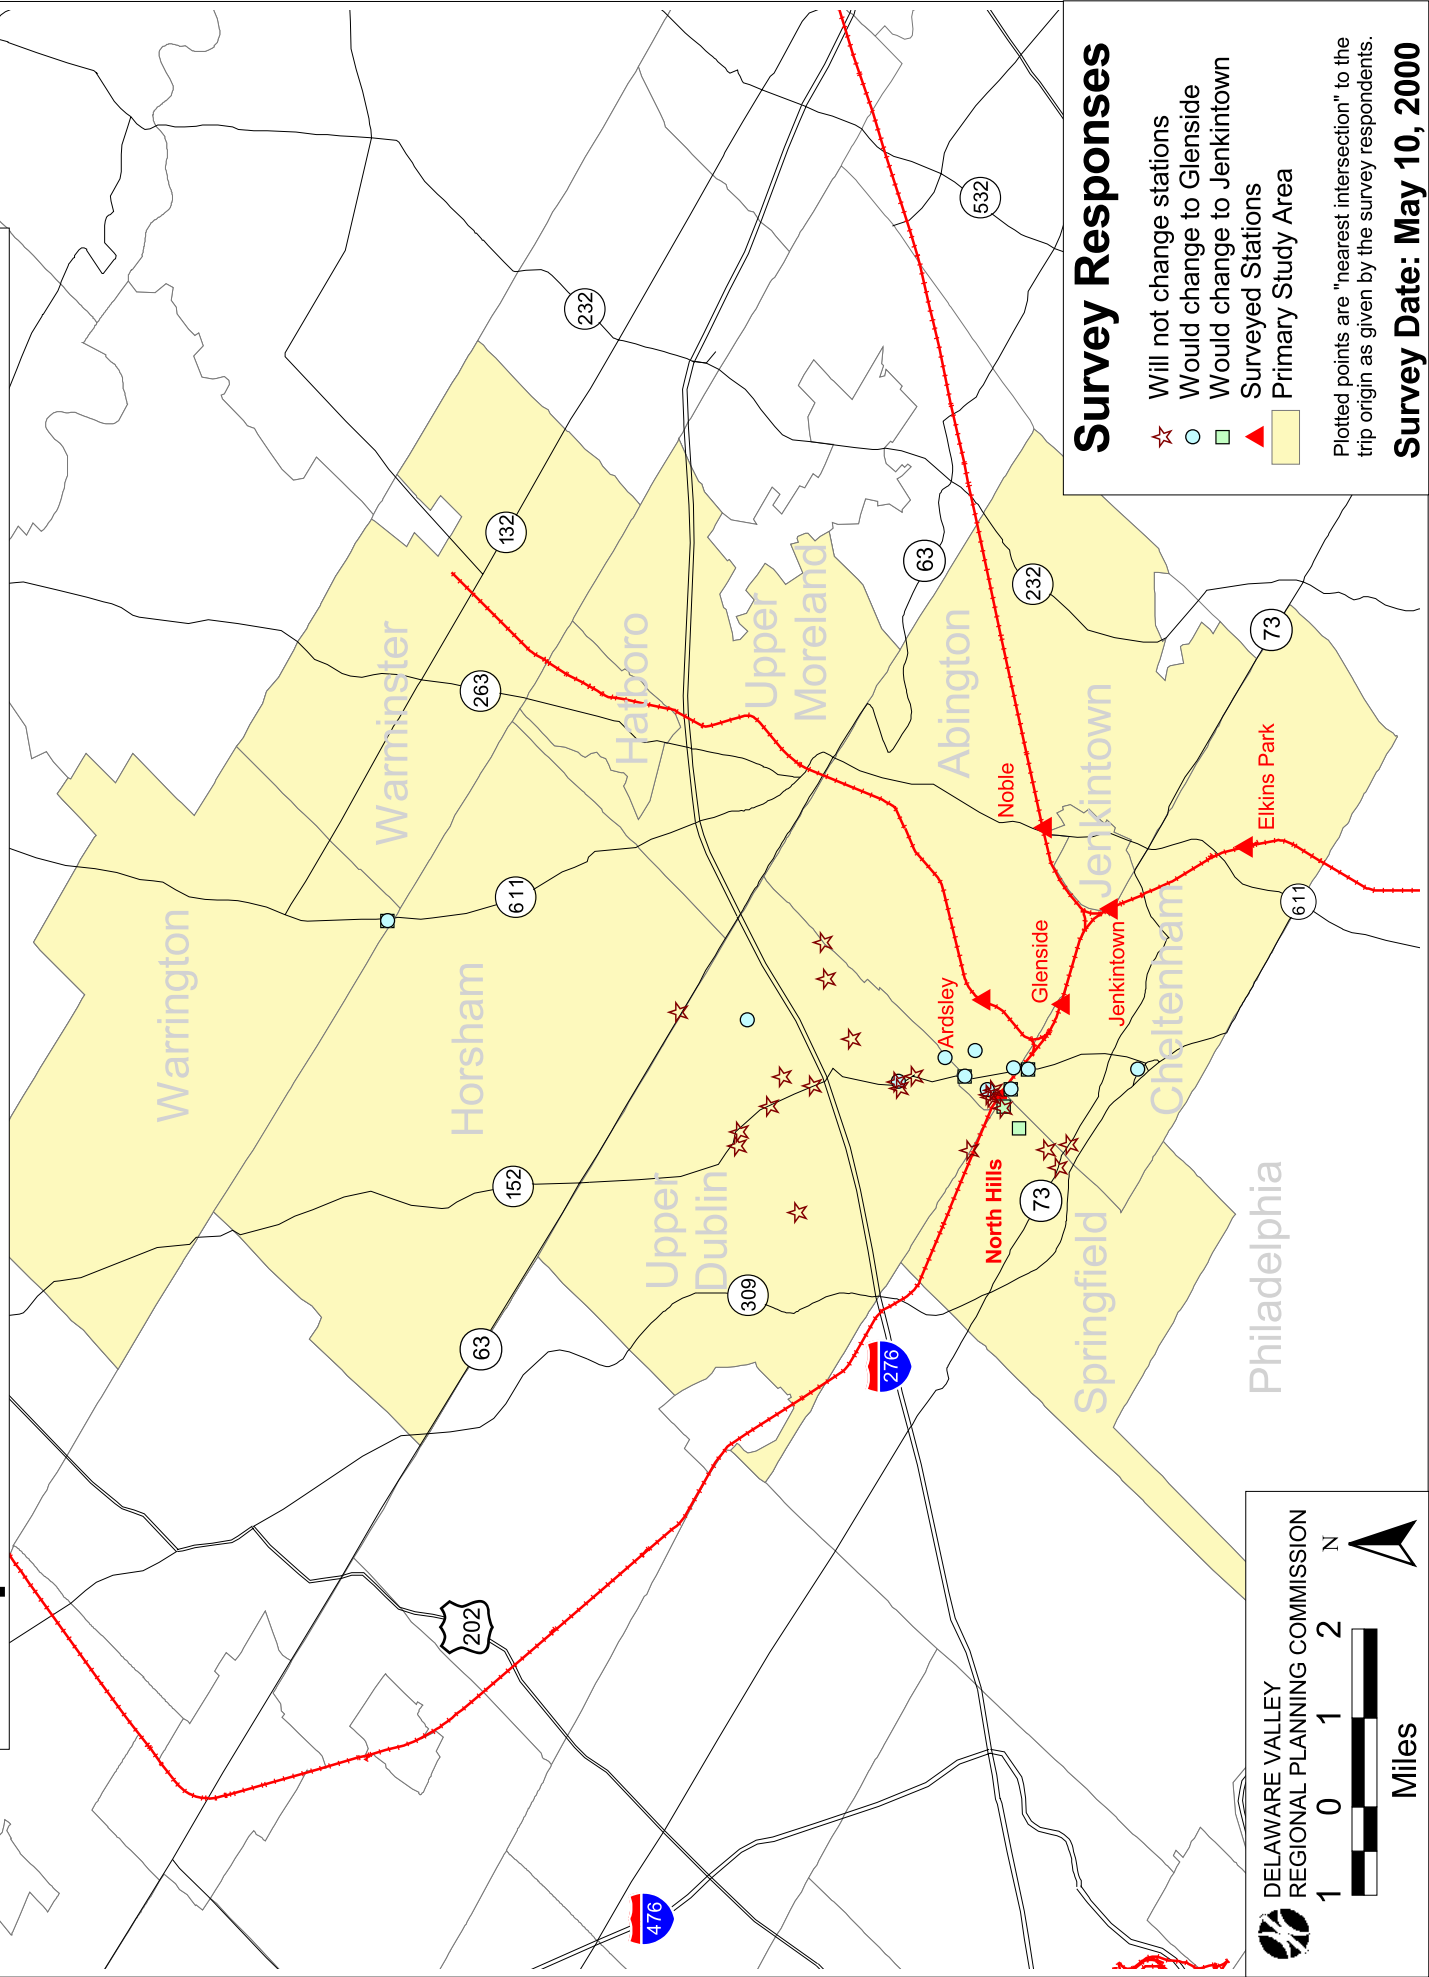 Survey Responses
Will not change stations
Would change to Glenside
Would change to Jenkintown
Surveyed Stations
Primary Study Area
Plotted points are "nearest intersection" to the
trip origin as given by the survey respondents.
Survey Date: May 10, 2000
Warrington
Warminster
Horsham
Hatboro
Upper
Moreland
Upper
Dublin
Abington
Jenkintown
Cheltenham
Springfield
Philadelphia
Noble
Elkins Park
Ardsley
Glenside
Jenkintown
North Hills
232
532
132
263
63
232
73
611
611
152
63
309
73
276
202
476
DELAWARE VALLEY
REGIONAL PLANNING COMMISSION
N
1 0 1 2
Miles